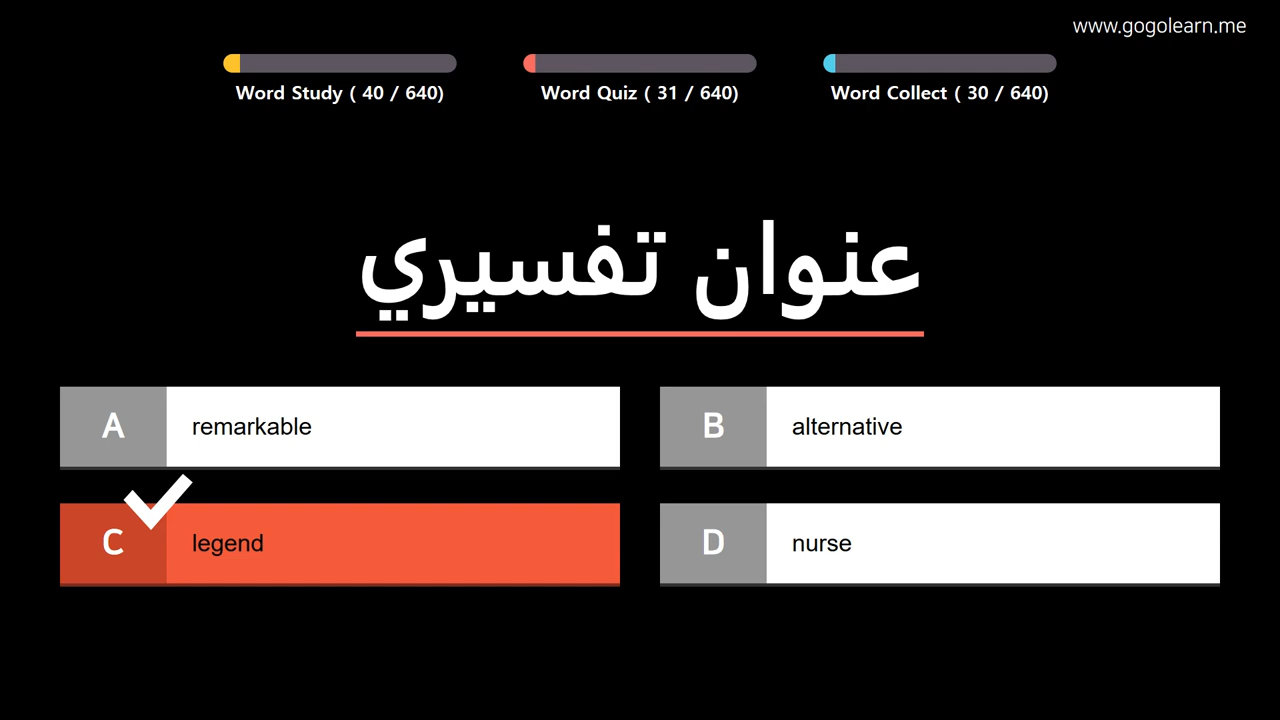 www.gogolearn.me
Word Study ( 40 / 640)
Word Quiz ( 31 / 640)
Word Collect ( 30 / 640)
عنوان تفسيري
A
remarkable
B
alternative
C
legend
D
nurse